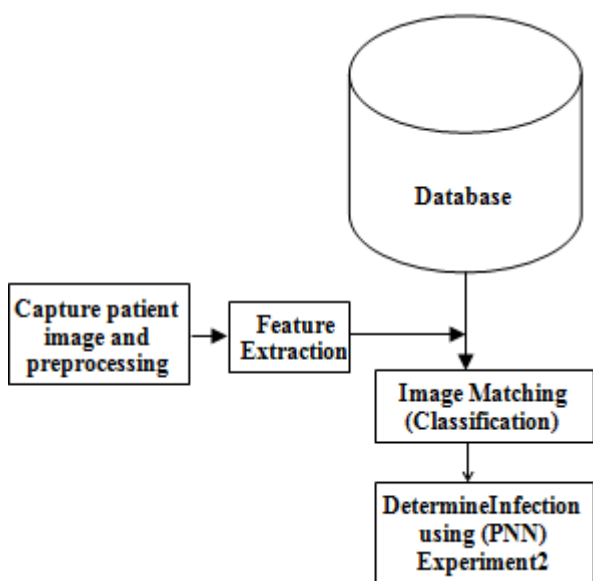 Database
Capture patient
image and
preprocessing
Feature
Extraction
Image Matching
(Classification)
DetermineInfection
using (PNN)
Experiment2